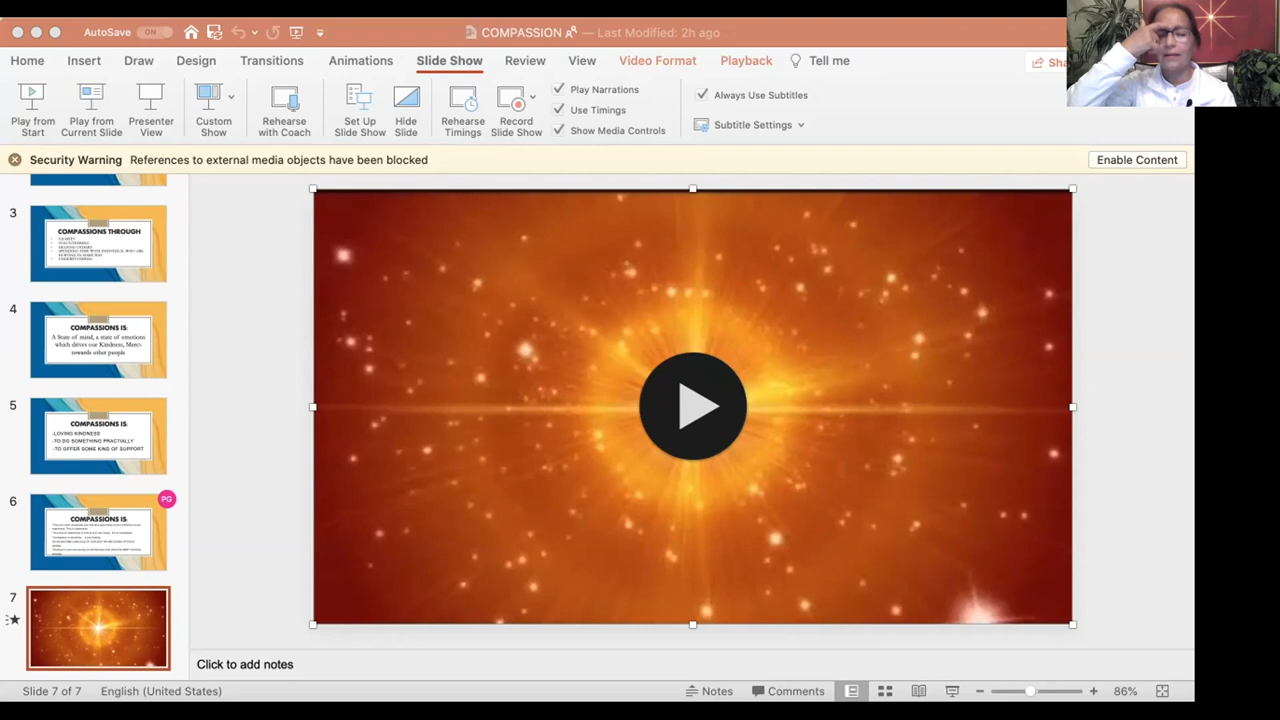 AutoSave ON
COMPASSION — Last Modified: 2h ago
Home Insert Draw Design Transitions Animations Slide Show Review View Video Format Playback Tell me
Sha
Play from Start
Play from Current Slide
Presenter View
Custom Show
Rehearse with Coach
Set Up Slide Show
Hide Slide
Rehearse Timings
Record Slide Show
Play Narrations
Use Timings
Show Media Controls
Always Use Subtitles
Subtitle Settings
Security Warning References to external media objects have been blocked
Enable Content
3
COMPASSIONS THROUGH
4
COMPASSIONS IS:
A State of mind, a state of emotions
which drives our Kindness, Mercy
towards other people
5
COMPASSIONS IS:
-LOVING KINDNESS
-TO DO SOMETHING PRACTIALLY
-TO OFFER SOME KIND OF SUPPORT
6
PG
COMPASSIONS IS:
7
Click to add notes
Slide 7 of 7 English (United States)
Notes Comments 86%